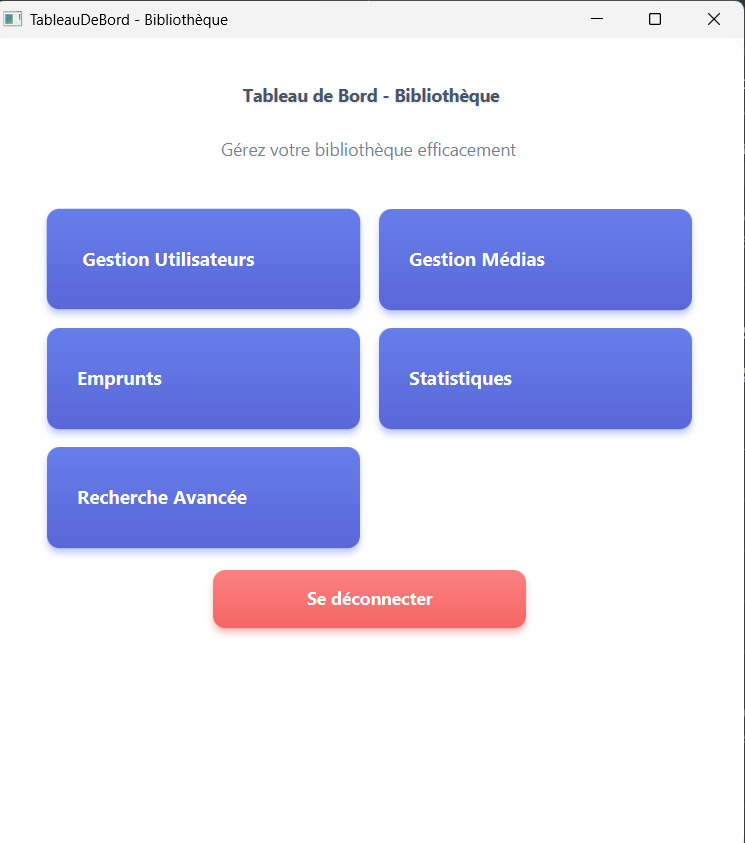 TableauDeBord - Bibliothèque
Tableau de Bord - Bibliothèque
Gérez votre bibliothèque efficacement
Gestion Utilisateurs
Gestion Médias
Emprunts
Statistiques
Recherche Avancée
Se déconnecter